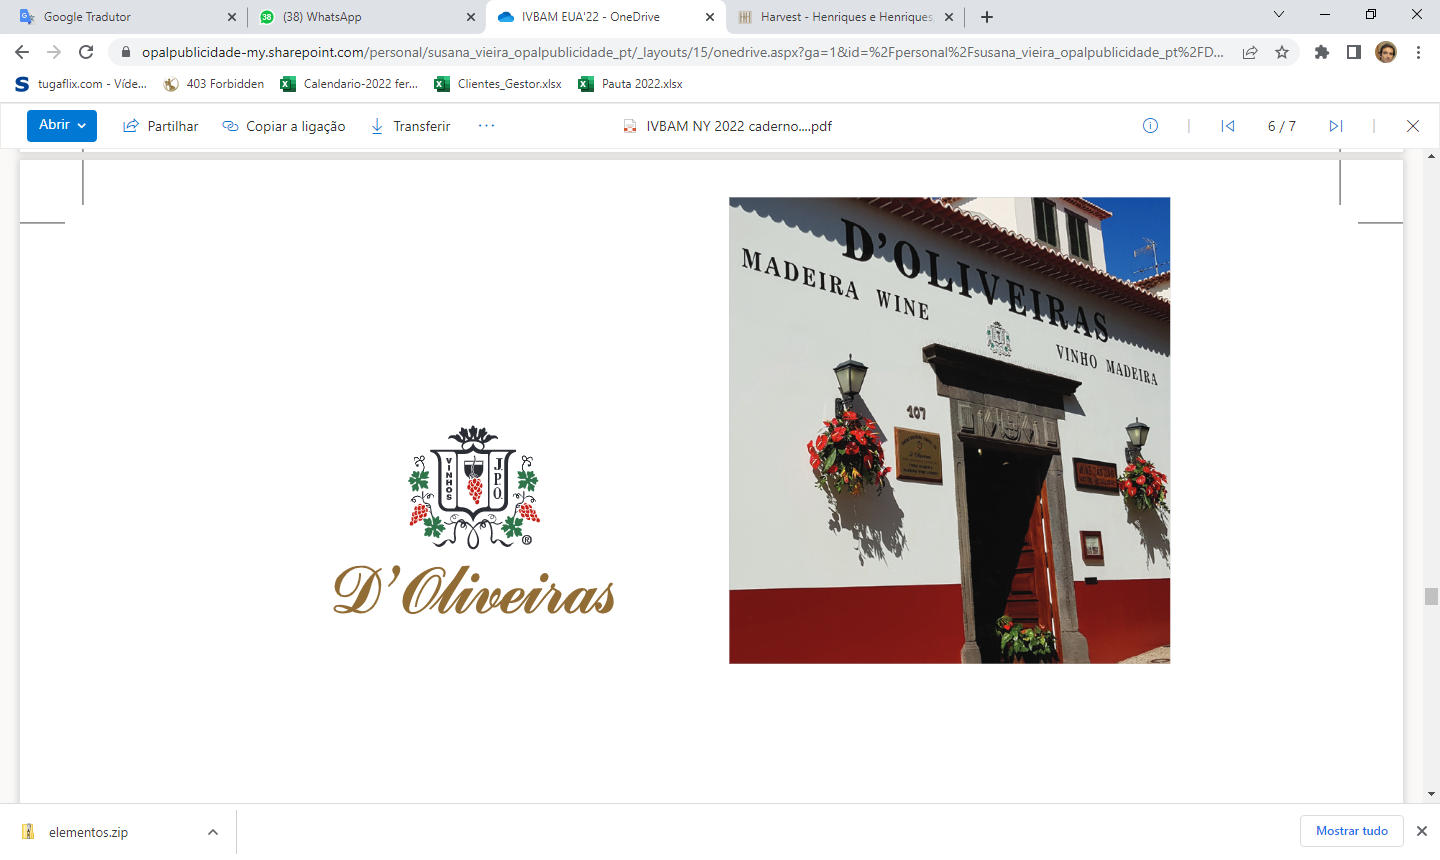 Google Tradutor
(38) WhatsApp
IVBAM EUA'22 - OneDrive
Harvest - Henriques e Henriques,
opalpublicidade-my.sharepoint.com/personal/susana_vieira_opalpublicidade_pt/_layouts/15/onedrive.aspx?ga=1&id=%2Fpersonal%2Fsusana_vieira_opalpublicidade_pt%2FD...
tugaflix.com - Víde...
403 Forbidden
Calendario-2022 fer...
Clientes_Gestor.xlsx
Pauta 2022.xlsx
Abrir
Partilhar
Copiar a ligação
Transferir
IVBAM NY 2022 caderno....pdf
6 / 7
D'OLIVEIRAS
MADEIRA WINE
VINHO MADEIRA
107
VINHOS
J.P.O.
®
D'Oliveiras
elementos.zip
Mostrar tudo